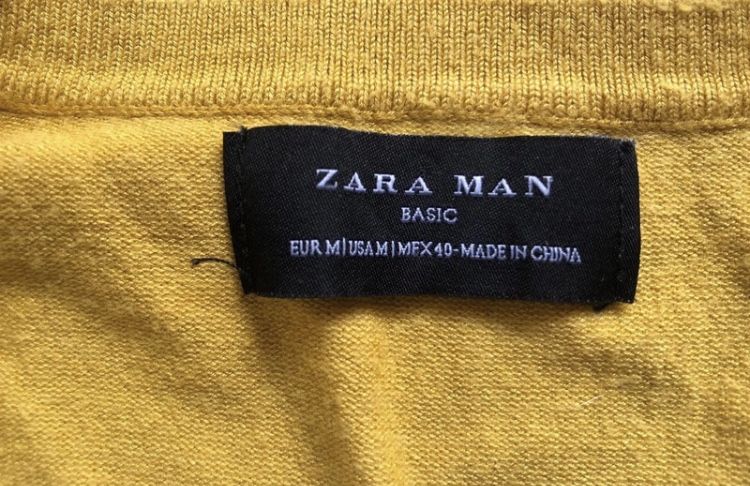 ZARA MAN
BASIC
EUR M|USA M|MEX 40-MADE IN CHINA